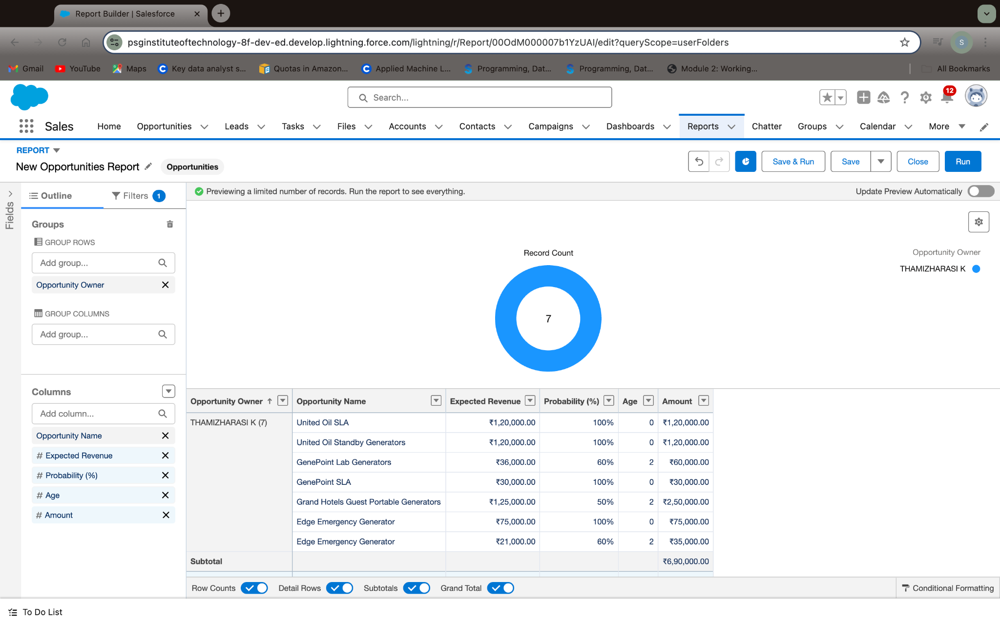 Report Builder | Salesforce
psginstituteoftechnology-8f-dev-ed.develop.lightning.force.com/lightning/r/Report/00OdM000007b1YzUAI/edit?queryScope=userFolders
S
Gmail YouTube Maps Key data analyst s... Quotas in Amazon... Applied Machine L... Programming, Dat... Programming, Dat... Module 2: Working... All Bookmarks
Search...
12
Sales Home Opportunities Leads Tasks Files Accounts Contacts Campaigns Dashboards Reports Chatter Groups Calendar More
REPORT
New Opportunities Report Opportunities
Save & Run Save Close Run
Fields
Outline Filters 1
Previewing a limited number of records. Run the report to see everything. Update Preview Automatically
Groups
GROUP ROWS
Add group...
Opportunity Owner
GROUP COLUMNS
Add group...
Record Count
7
Opportunity Owner
THAMIZHARASI K
Columns
Add column...
Opportunity Name
# Expected Revenue
# Probability (%)
# Age
# Amount
Opportunity Owner ↑ Opportunity Name Expected Revenue Probability (%) Age Amount
THAMIZHARASI K (7) United Oil SLA ₹1,20,000.00 100% 0 ₹1,20,000.00
United Oil Standby Generators ₹1,20,000.00 100% 0 ₹1,20,000.00
GenePoint Lab Generators ₹36,000.00 60% 2 ₹60,000.00
GenePoint SLA ₹30,000.00 100% 0 ₹30,000.00
Grand Hotels Guest Portable Generators ₹1,25,000.00 50% 2 ₹2,50,000.00
Edge Emergency Generator ₹75,000.00 100% 0 ₹75,000.00
Edge Emergency Generator ₹21,000.00 60% 2 ₹35,000.00
Subtotal ₹6,90,000.00
Row Counts Detail Rows Subtotals Grand Total Conditional Formatting
To Do List